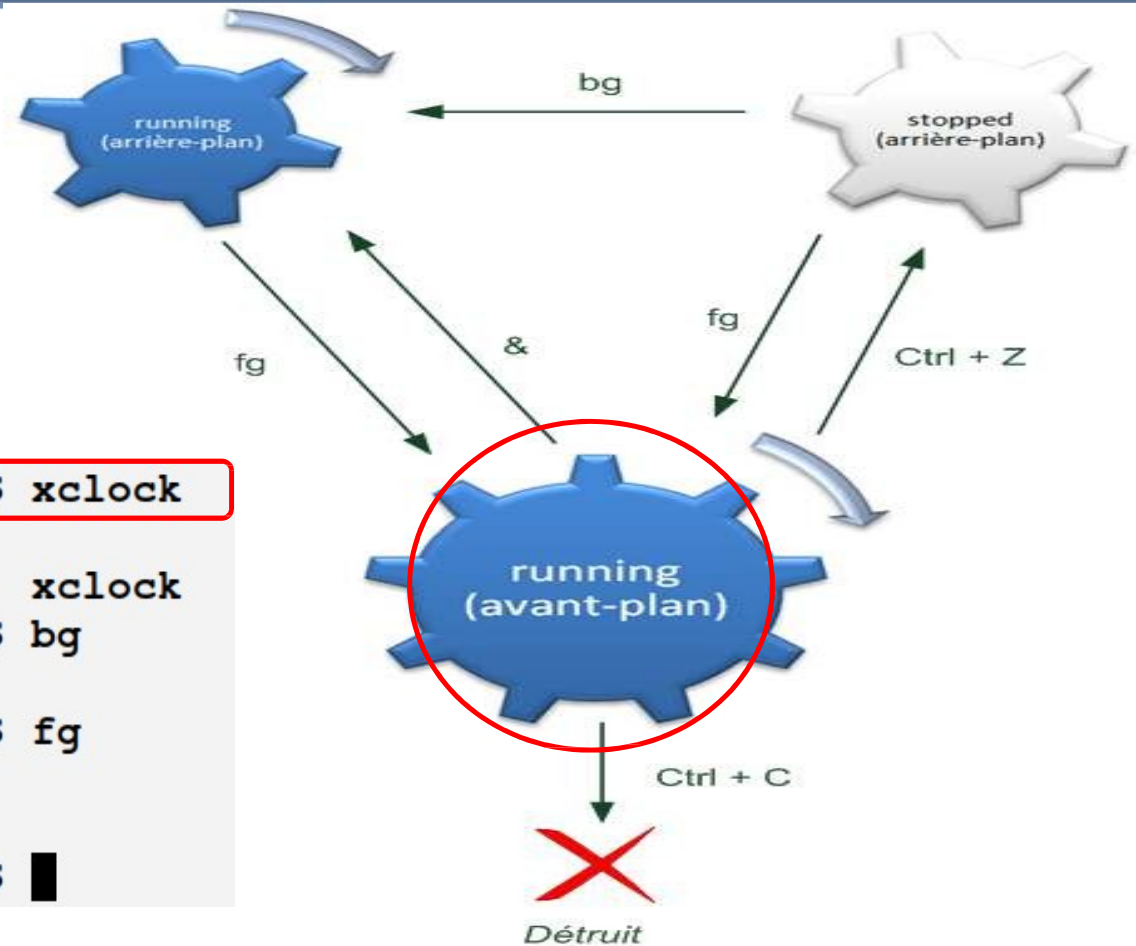 bg
running
(arrière-plan)
stopped
(arrière-plan)
fg
&
fg
Ctrl + Z
$ xclock
xclock
$ bg
$ fg
$
running
(avant-plan)
Ctrl + C
Détruit